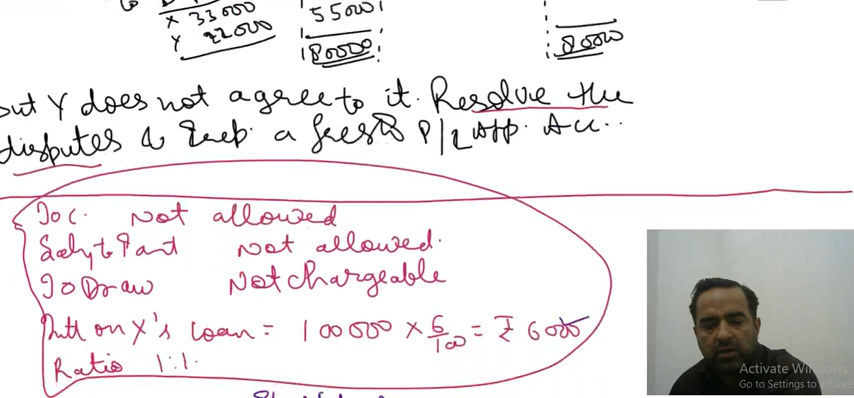 X 33000 55000
Y 22000
180000 80000
but Y does not agree to it. Resolve the
disputes & Prep. a fresh P/L App. Acc..
IOC. Not allowed
Saly to Part Not allowed.
IODraw Not chargeable
Intt on X's loan = 100000 × 6/100 = ₹ 6000
Ratio 1:1.
Activate Windows
Go to Settings to activate